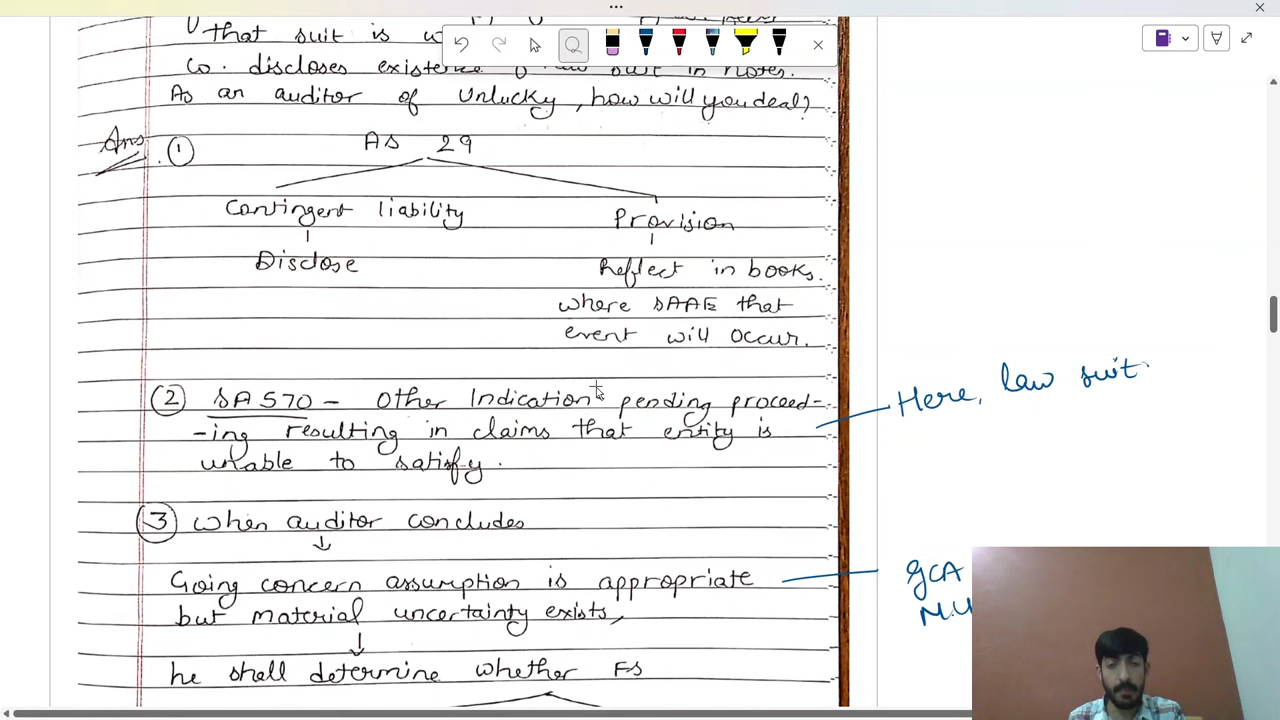 that suit is
Co. discloses existence suit in notes.
As an auditor of Unlucky, how will you deal?
Ans
① AS 29
Contingent liability
Provision
Disclose
Reflect in books.
where SAAE that
event will occur.
② SA 570 - Other Indication pending proceed-
-ing resulting in claims that entity is
unable to satisfy.
Here, law suit
③ When auditor concludes
↓
Going concern assumption is appropriate
but material uncertainty exists,
GCA
M.U
↓
he shall determine whether FS